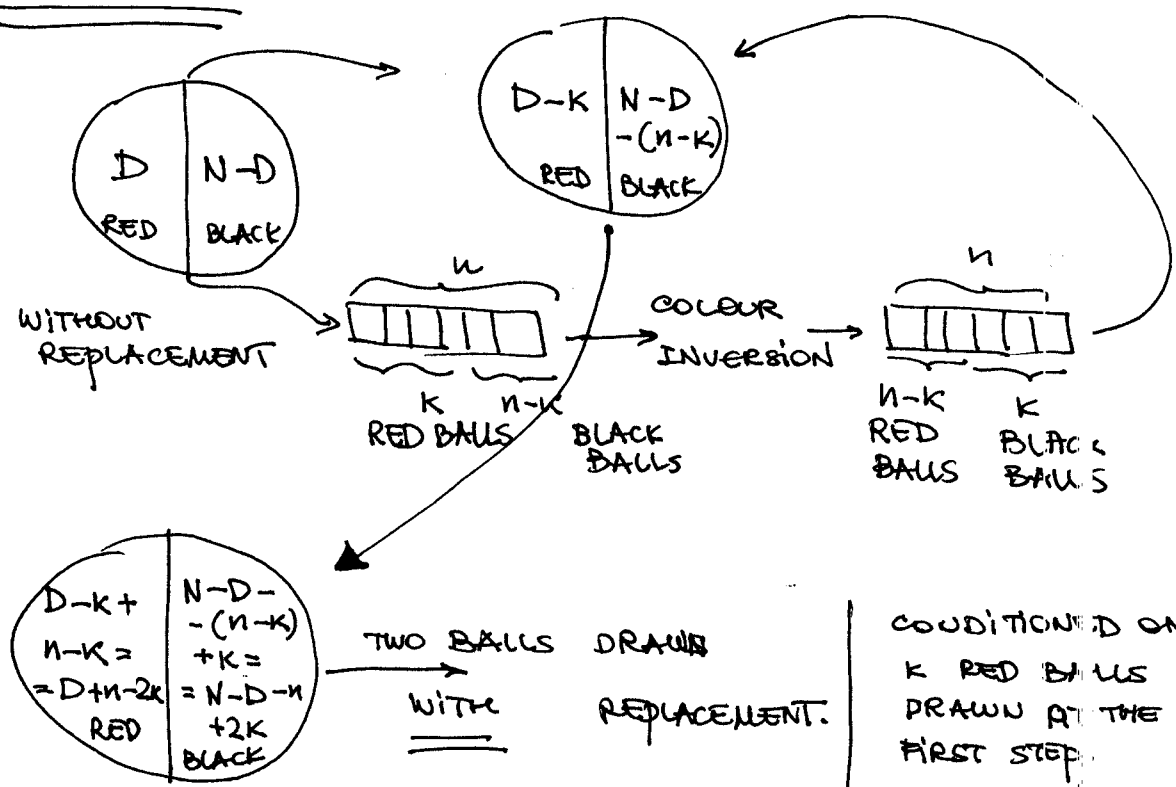 D
RED
N-D
BLACK
D-K
RED
N-D
-(n-K)
BLACK
WITHOUT
REPLACEMENT
n
K
RED BALLS
n-K
BLACK
BALLS
COLOUR
INVERSION
n
n-K
RED
BALLS
K
BLACK
BALLS
D-K+
n-K=
=D+n-2K
RED
N-D-
-(n-K)
+K=
=N-D-n
+2K
BLACK
TWO BALLS DRAWN
WITH REPLACEMENT.
CONDITIONED ON
K RED BALLS
DRAWN AT THE
FIRST STEP